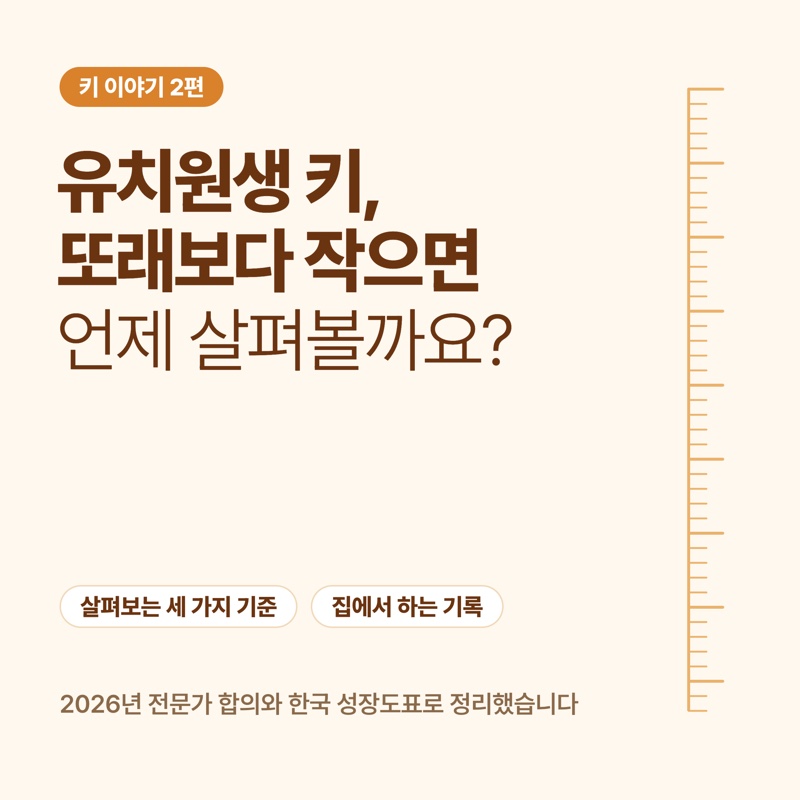 키 이야기 2편
유치원생 키,
또래보다 작으면
언제 살펴볼까요?
살펴보는 세 가지 기준
집에서 하는 기록
2026년 전문가 합의와 한국 성장도표로 정리했습니다